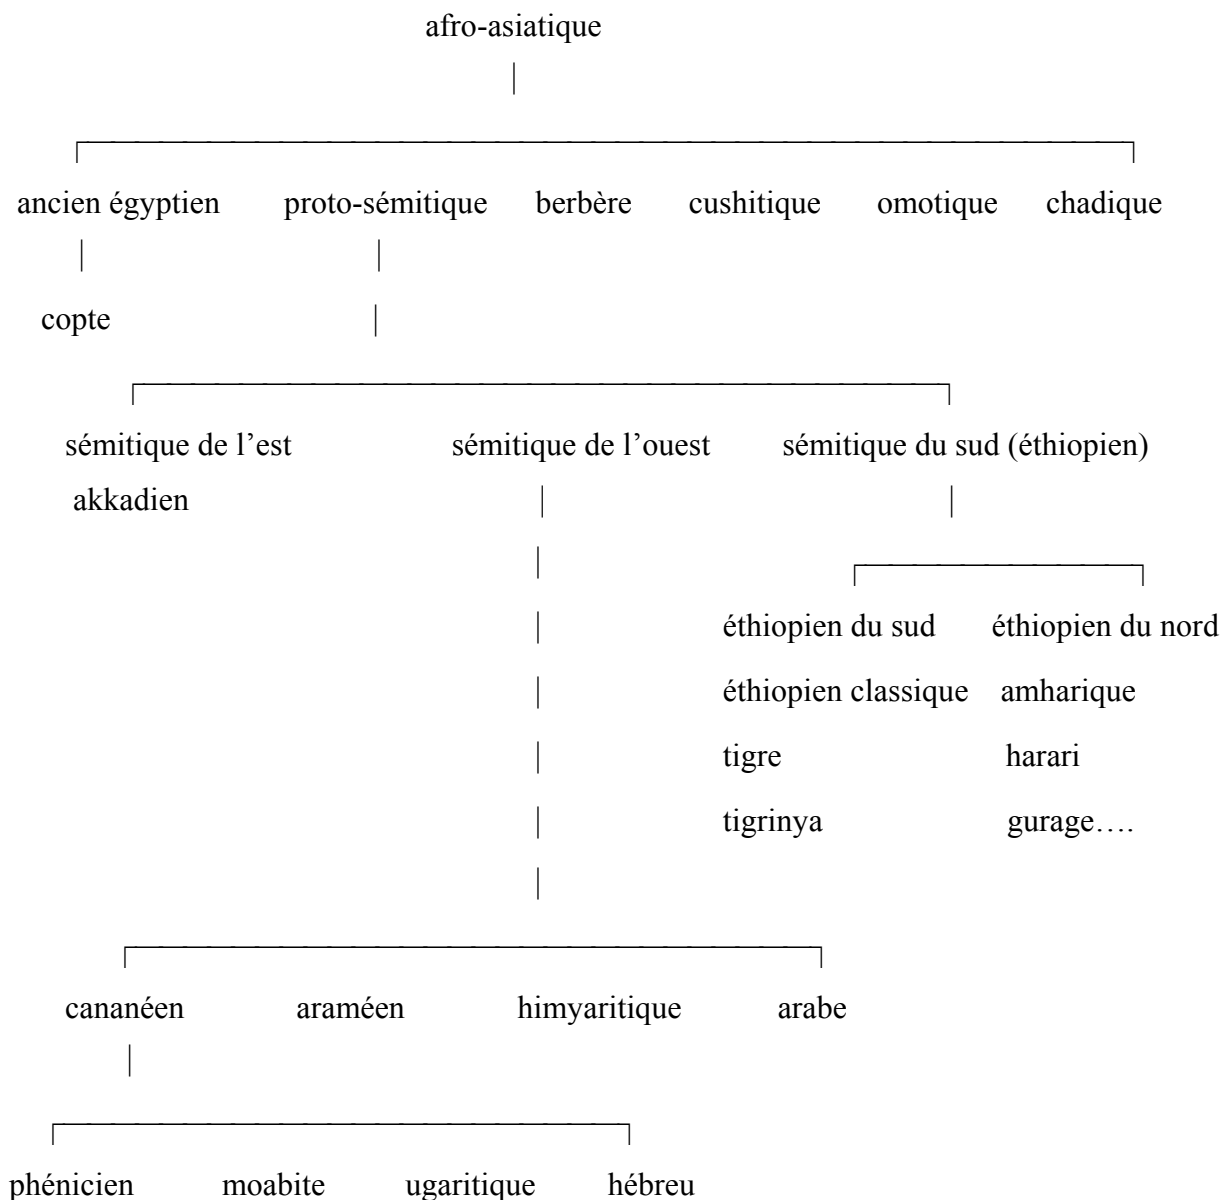 afro-asiatique
ancien égyptien proto-sémitique berbère cushitique omotique chadique
copte
sémitique de l’est sémitique de l’ouest sémitique du sud (éthiopien)
akkadien
éthiopien du sud éthiopien du nord
éthiopien classique amharique
tigre harari
tigrinya gurage….
cananéen araméen himyaritique arabe
phénicien moabite ugaritique hébreu